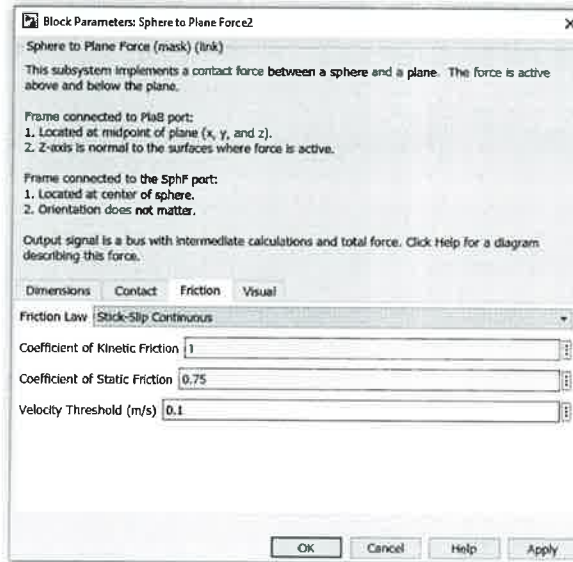 Block Parameters: Sphere to Plane Force2
Sphere to Plane Force (mask) (link)
This subsystem implements a contact force between a sphere and a plane. The force is active
above and below the plane.
Frame connected to PlaB port:
1. Located at midpoint of plane (x, y, and z).
2. Z-axis is normal to the surfaces where force is active.
Frame connected to the SphF port:
1. Located at center of sphere.
2. Orientation does not matter.
Output signal is a bus with intermediate calculations and total force. Click Help for a diagram
describing this force.
Dimensions Contact Friction Visual
Friction Law Stick-Slip Continuous
Coefficient of Kinetic Friction 1
Coefficient of Static Friction 0.75
Velocity Threshold (m/s) 0.1
OK Cancel Help Apply